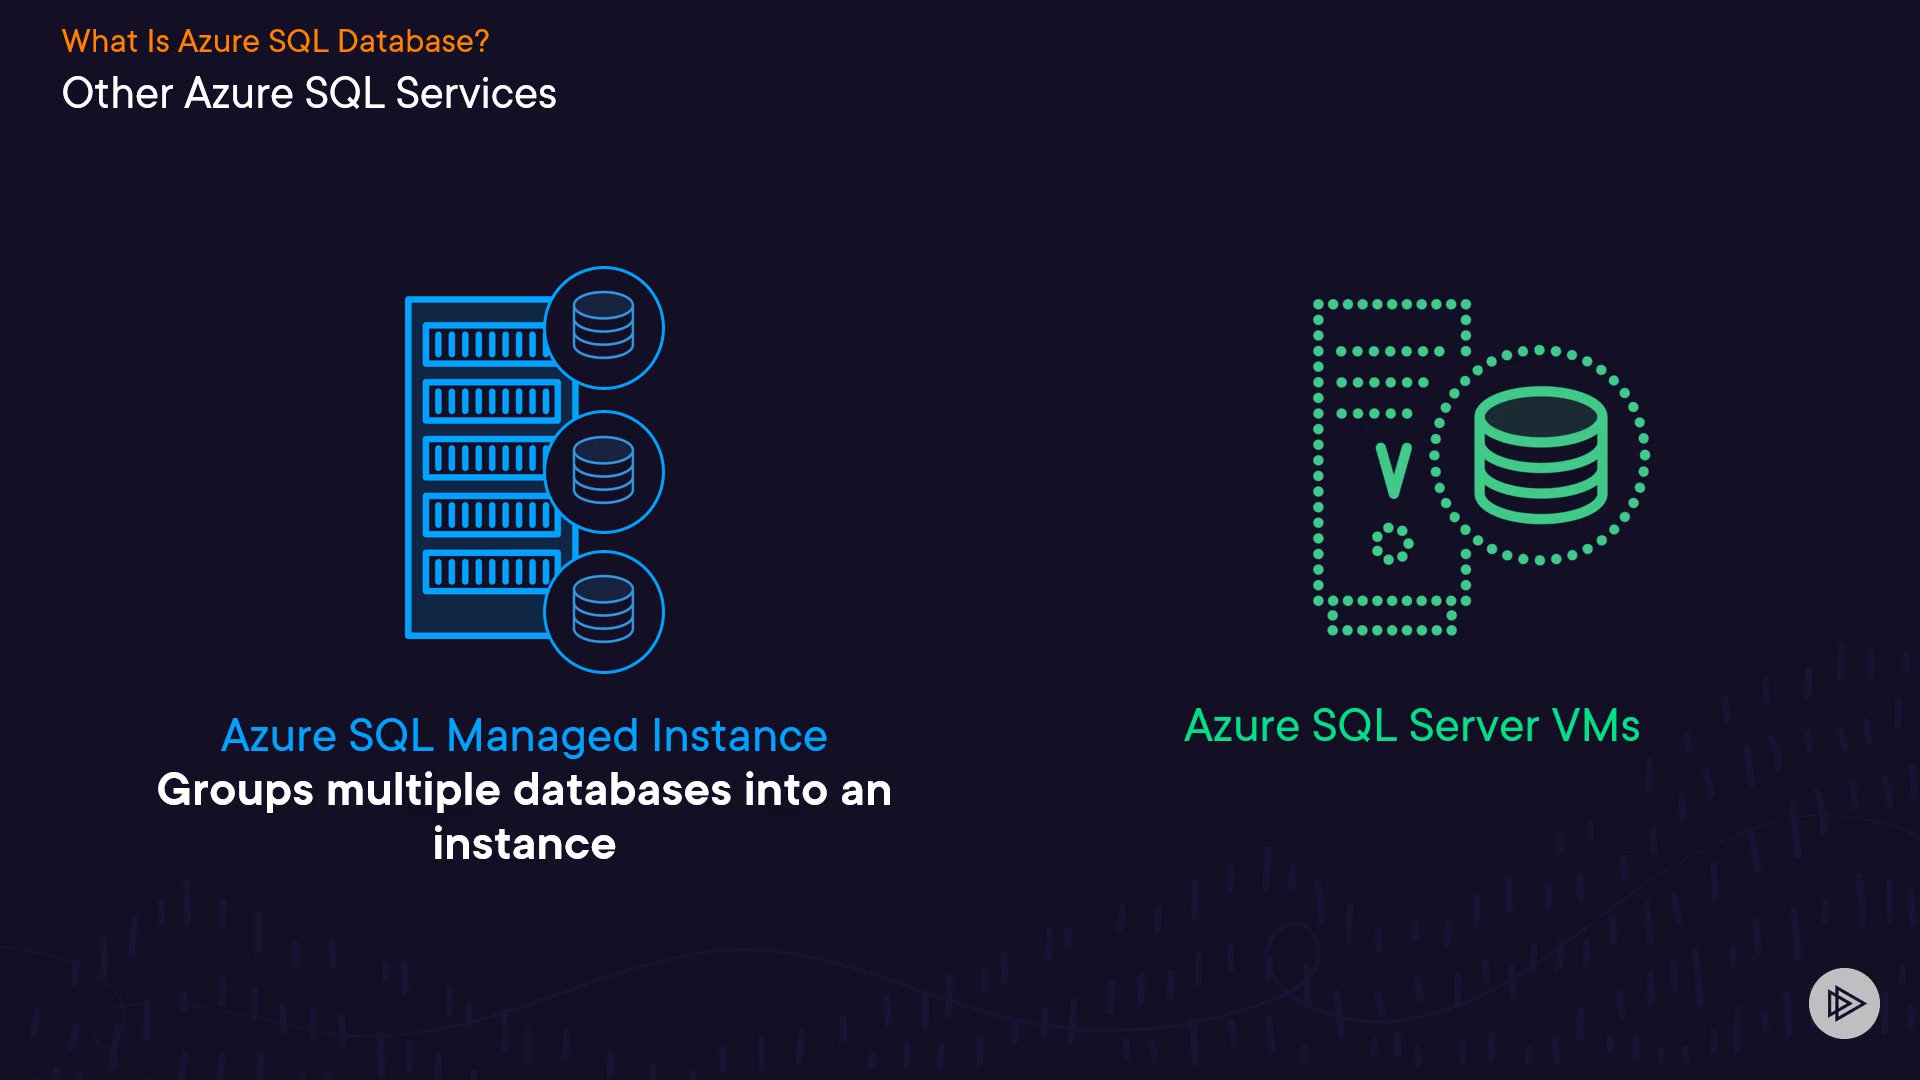 What Is Azure SQL Database?
Other Azure SQL Services
Azure SQL Managed Instance
Groups multiple databases into an
instance
Azure SQL Server VMs